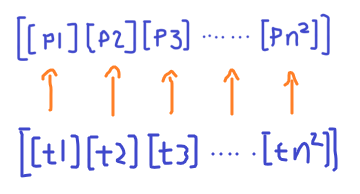 [[p1] [p2] [p3] ........ [pn²]]
[[t1] [t2] [t3] ..... [tn²]]